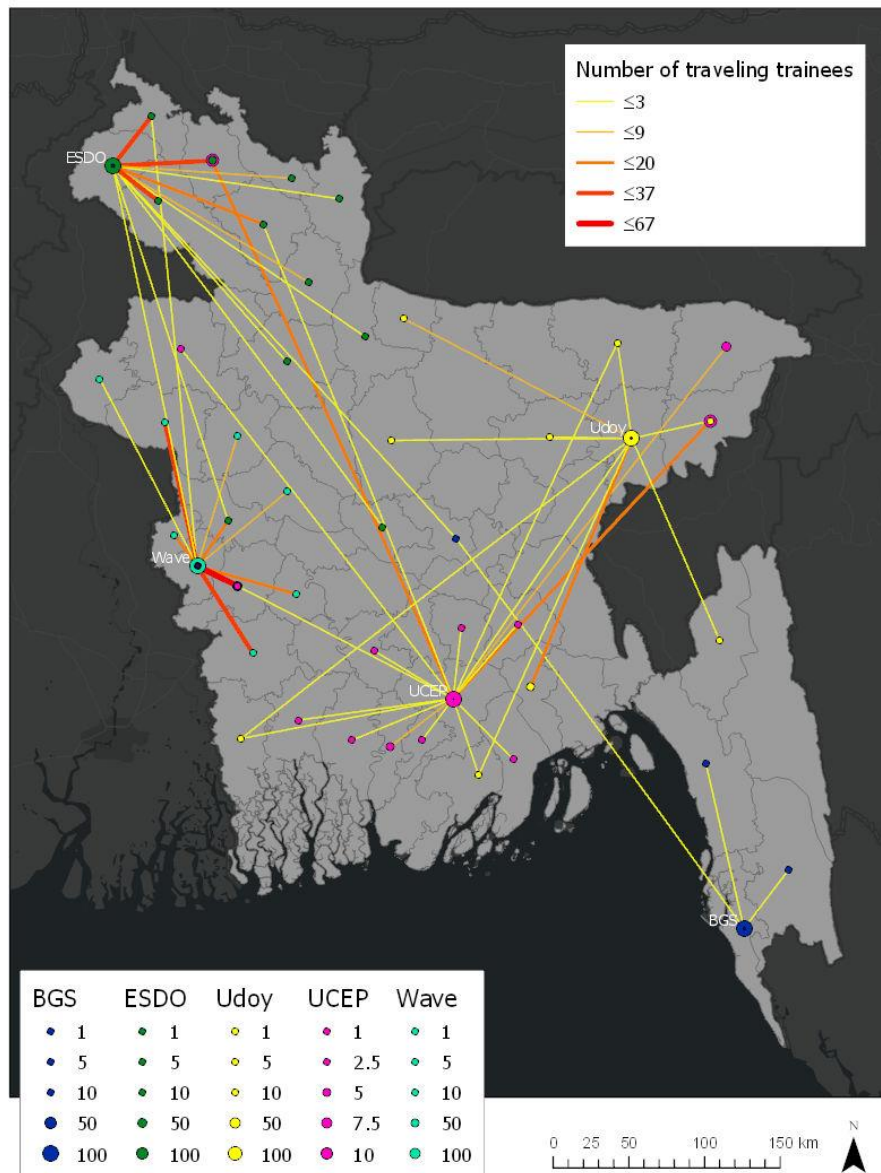 Number of traveling trainees
≤3
≤9
≤20
≤37
≤67
ESDO
Udoy
Wave
UCEP
BGS
BGS ESDO Udoy UCEP Wave
1 1 1 1 1
5 5 5 2.5 5
10 10 10 5 10
50 50 50 7.5 50
100 100 100 10 100
0 25 50 100 150 km
N